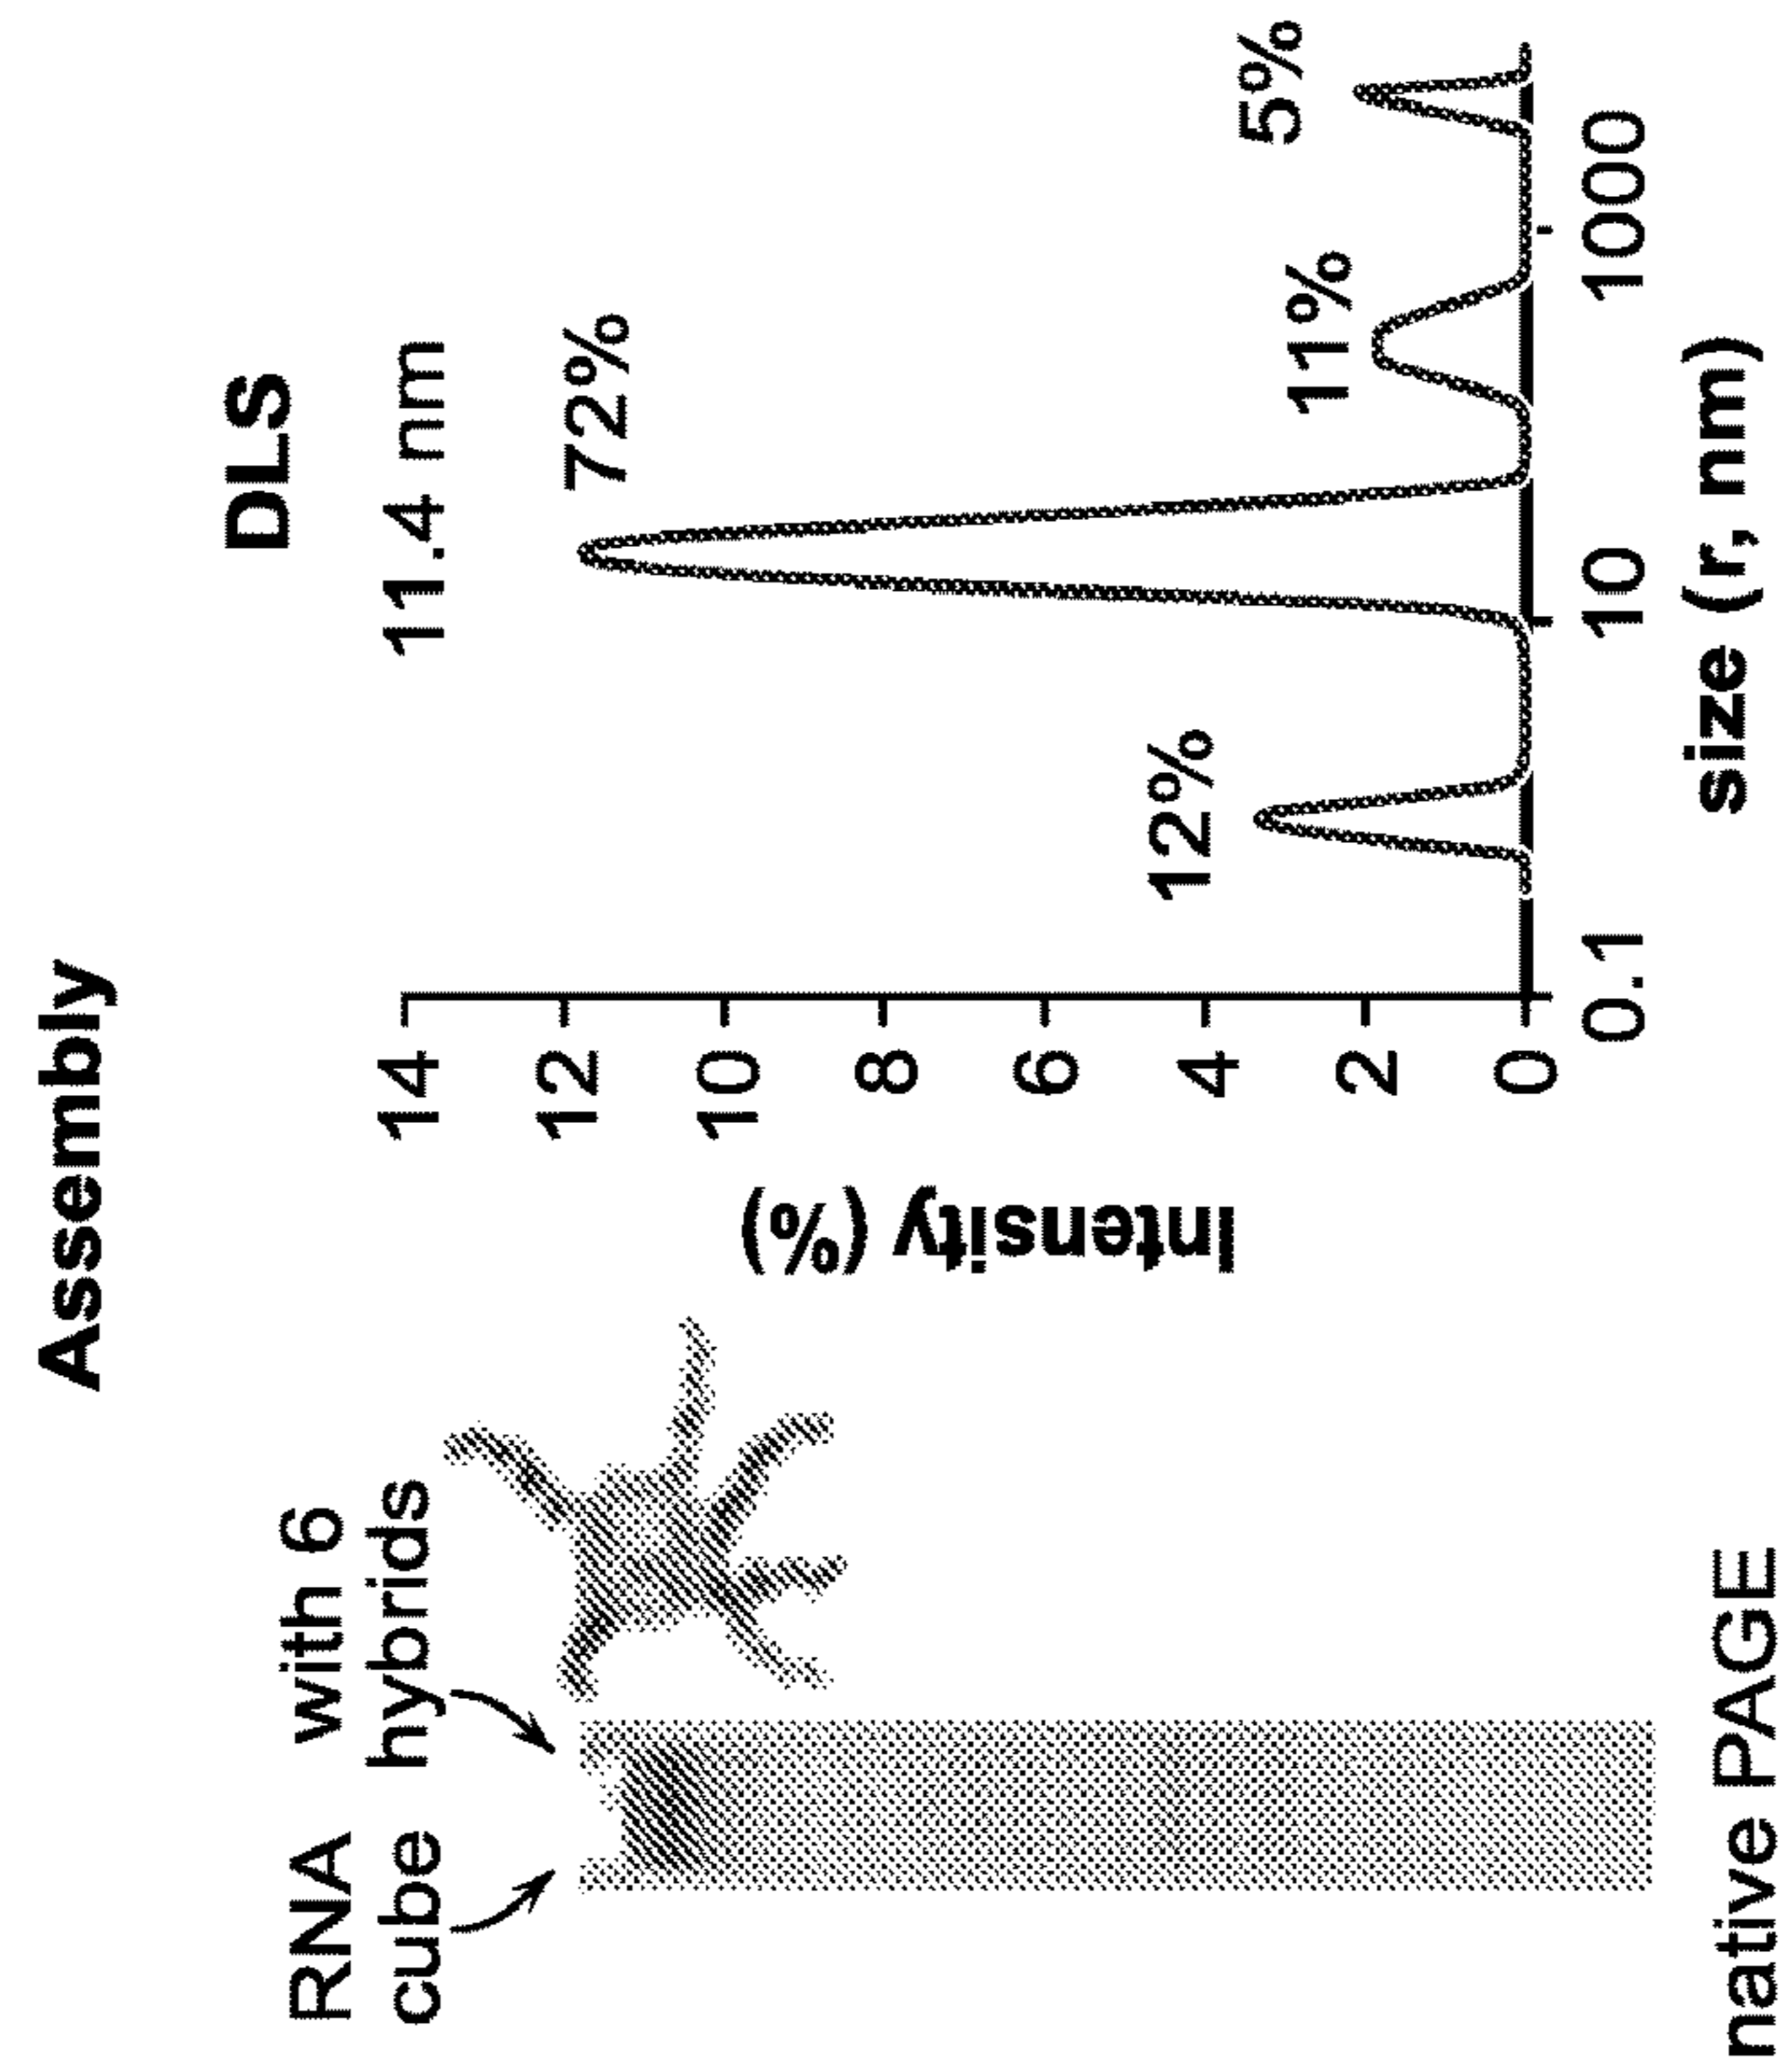 Assembly
RNA with 6
cube hybrids
native PAGE
DLS
11.4 nm
72%
12%
11%
5%
Intensity (%)
14
12
10
8
6
4
2
0
0.1
10
1000
size (r, nm)